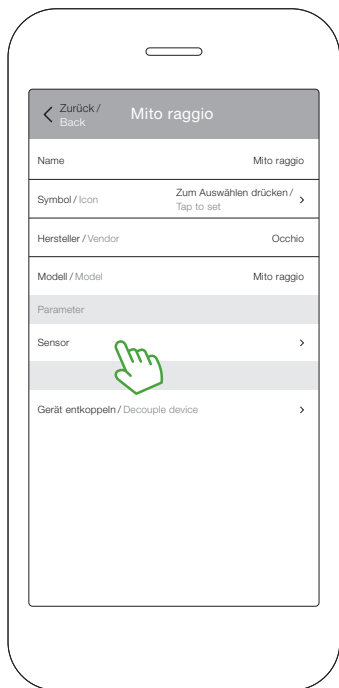 Zurück /
Back
Mito raggio
Name Mito raggio
Symbol / Icon Zum Auswählen drücken /
Tap to set
Hersteller / Vendor Occhio
Modell / Model Mito raggio
Parameter
Sensor
Gerät entkoppeln / Decouple device